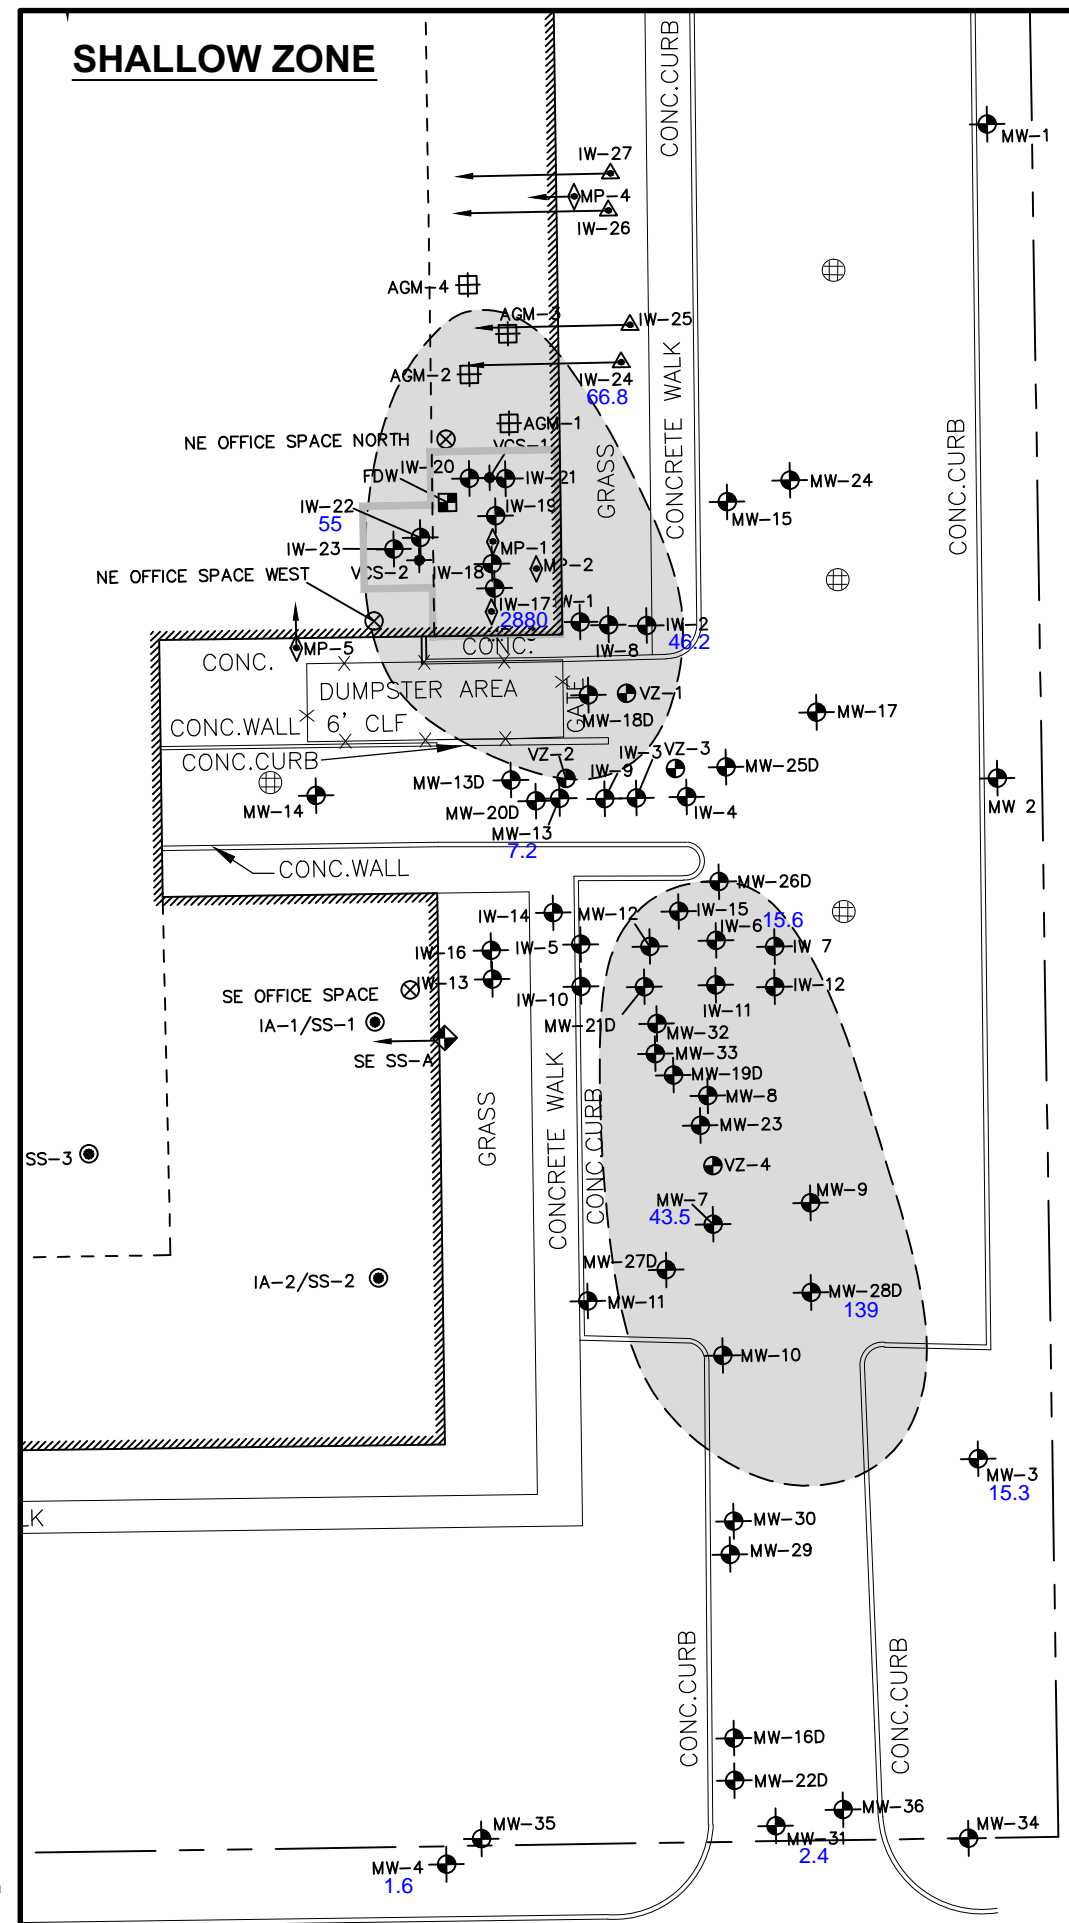 SHALLOW ZONE
CONC.CURB
MW-1
IW-27
MP-4
IW-26
AGM-4
AGM-3
IW-25
AGM-2
IW-24
66.8
CONCRETE WALK
GRASS
AGM-1
NE OFFICE SPACE NORTH
VCS-1
IW-20
FDW
IW-21
CONC.CURB
MW-24
MW-15
IW-22
55
IW-19
IW-23
MP-1
VCS-2
IW-18
MP-2
NE OFFICE SPACE WEST
IW-17
IW-1
2880
IW-2
46.2
IW-8
CONC.
MP-5
CONC.
DUMPSTER AREA
6' CLF
GATE
VZ-1
MW-18D
MW-17
CONC.WALL
CONC.CURB
VZ-2
IW-3
VZ-3
MW-25D
MW-13D
IW-9
MW 2
MW-14
MW-20D
IW-4
MW-13
7.2
CONC.WALL
MW-26D
IW-14
MW-12
IW-15
15.6
IW-6
IW-16
IW-5
IW 7
IW-13
IW-10
IW-11
IW-12
SE OFFICE SPACE
IA-1/SS-1
MW-21D
MW-32
SE SS-A
MW-33
MW-19D
MW-8
GRASS
CONCRETE WALK
CONC.CURB
MW-23
SS-3
VZ-4
MW-7
43.5
MW-9
MW-27D
IA-2/SS-2
MW-11
MW-28D
139
MW-10
MW-3
15.3
LK
MW-30
MW-29
CONC.CURB
CONC.CURB
MW-16D
MW-22D
MW-36
MW-35
MW-31
2.4
MW-34
MW-4
1.6